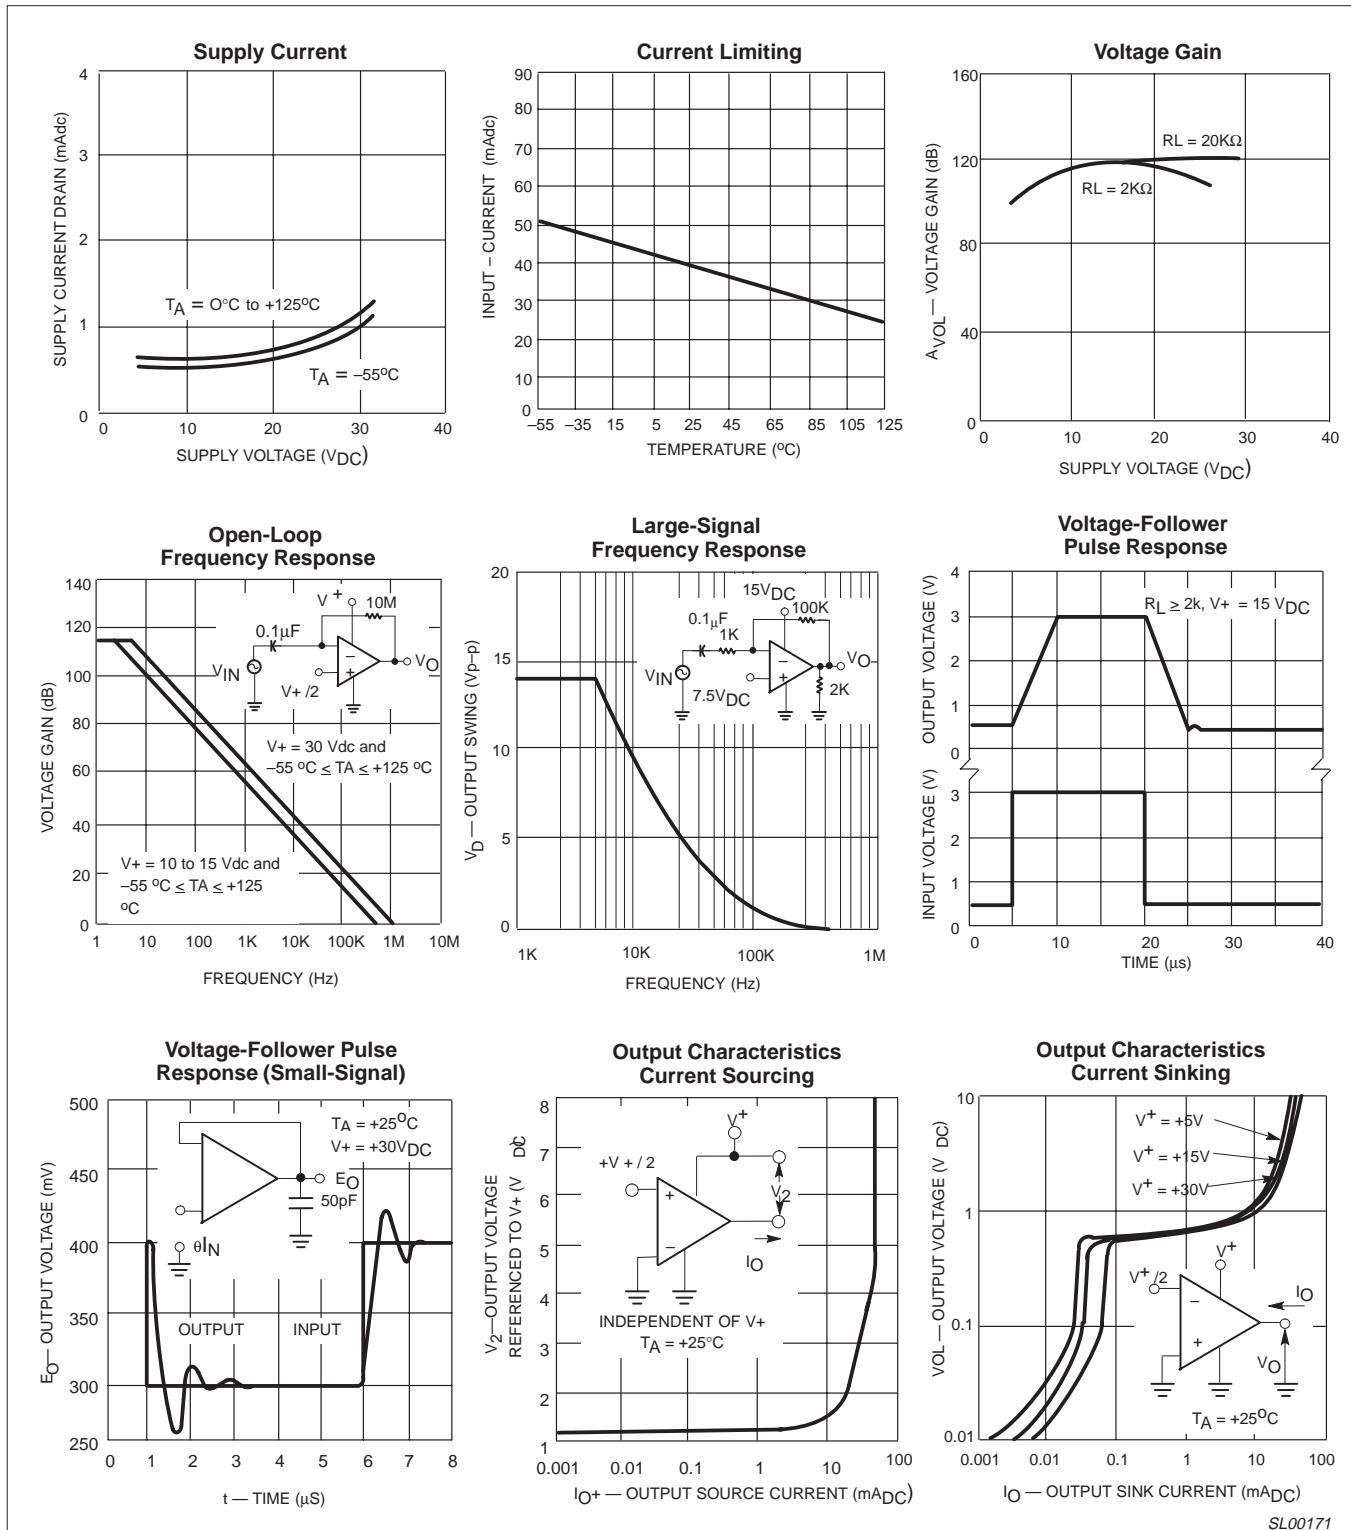 Supply Current
4
3
2
1
0
SUPPLY CURRENT DRAIN (mAdc)
TA = O°C to +125oC
TA = –55oC
0 10 20 30 40
SUPPLY VOLTAGE (VDC)
Current Limiting
90
80
70
60
50
40
30
20
10
0
INPUT – CURRENT (mAdc)
–55 –35 15 5 25 45 65 85 105 125
TEMPERATURE (oC)
Voltage Gain
160
120
80
40
0
AVOL — VOLTAGE GAIN (dB)
RL = 20KΩ
RL = 2KΩ
0 10 20 30 40
SUPPLY VOLTAGE (VDC)
Open-Loop
Frequency Response
140
120
100
80
60
40
20
0
VOLTAGE GAIN (dB)
V +
10M
0.1µF
VIN
VO
V+ /2
–
+
V+ = 30 Vdc and
–55 oC ≤ TA ≤ +125 oC
V+ = 10 to 15 Vdc and
–55 oC ≤ TA ≤ +125
oC
1 10 100 1K 10K 100K 1M 10M
FREQUENCY (Hz)
Large-Signal
Frequency Response
20
15
10
5
0
VD — OUTPUT SWING (Vp–p)
15VDC
100K
0.1µF
1K
VIN
VO
7.5VDC
2K
–
+
1K 10K 100K 1M
FREQUENCY (Hz)
Voltage-Follower
Pulse Response
4
3
2
1
0
OUTPUT VOLTAGE (V)
RL ≥ 2k, V+ = 15 VDC
3
2
1
0
INPUT VOLTAGE (V)
0 10 20 30 40
TIME (µs)
Voltage-Follower Pulse
Response (Small-Signal)
500
450
400
350
300
250
EO— OUTPUT VOLTAGE (mV)
TA = +25oC
V+ = +30VDC
EO
50pF
θIN
OUTPUT INPUT
0 1 2 3 4 5 6 7 8
t — TIME (µS)
Output Characteristics
Current Sourcing
8
7
6
5
4
3
2
1
V2—OUTPUT VOLTAGE
REFERENCED TO V+ (V DC)
V+
+V + / 2
+
–
V2
IO
INDEPENDENT OF V+
TA = +25°C
0.001 0.01 0.1 1 10 100
IO+ — OUTPUT SOURCE CURRENT (mADC)
Output Characteristics
Current Sinking
10
1
0.1
0.01
VOL — OUTPUT VOLTAGE (V DC)
V+ = +5V
V+ = +15V
V+ = +30V
V+
V+/2
–
+
IO
VO
TA = +25oC
0.001 0.01 0.1 1 10 100
IO — OUTPUT SINK CURRENT (mADC)
SL00171